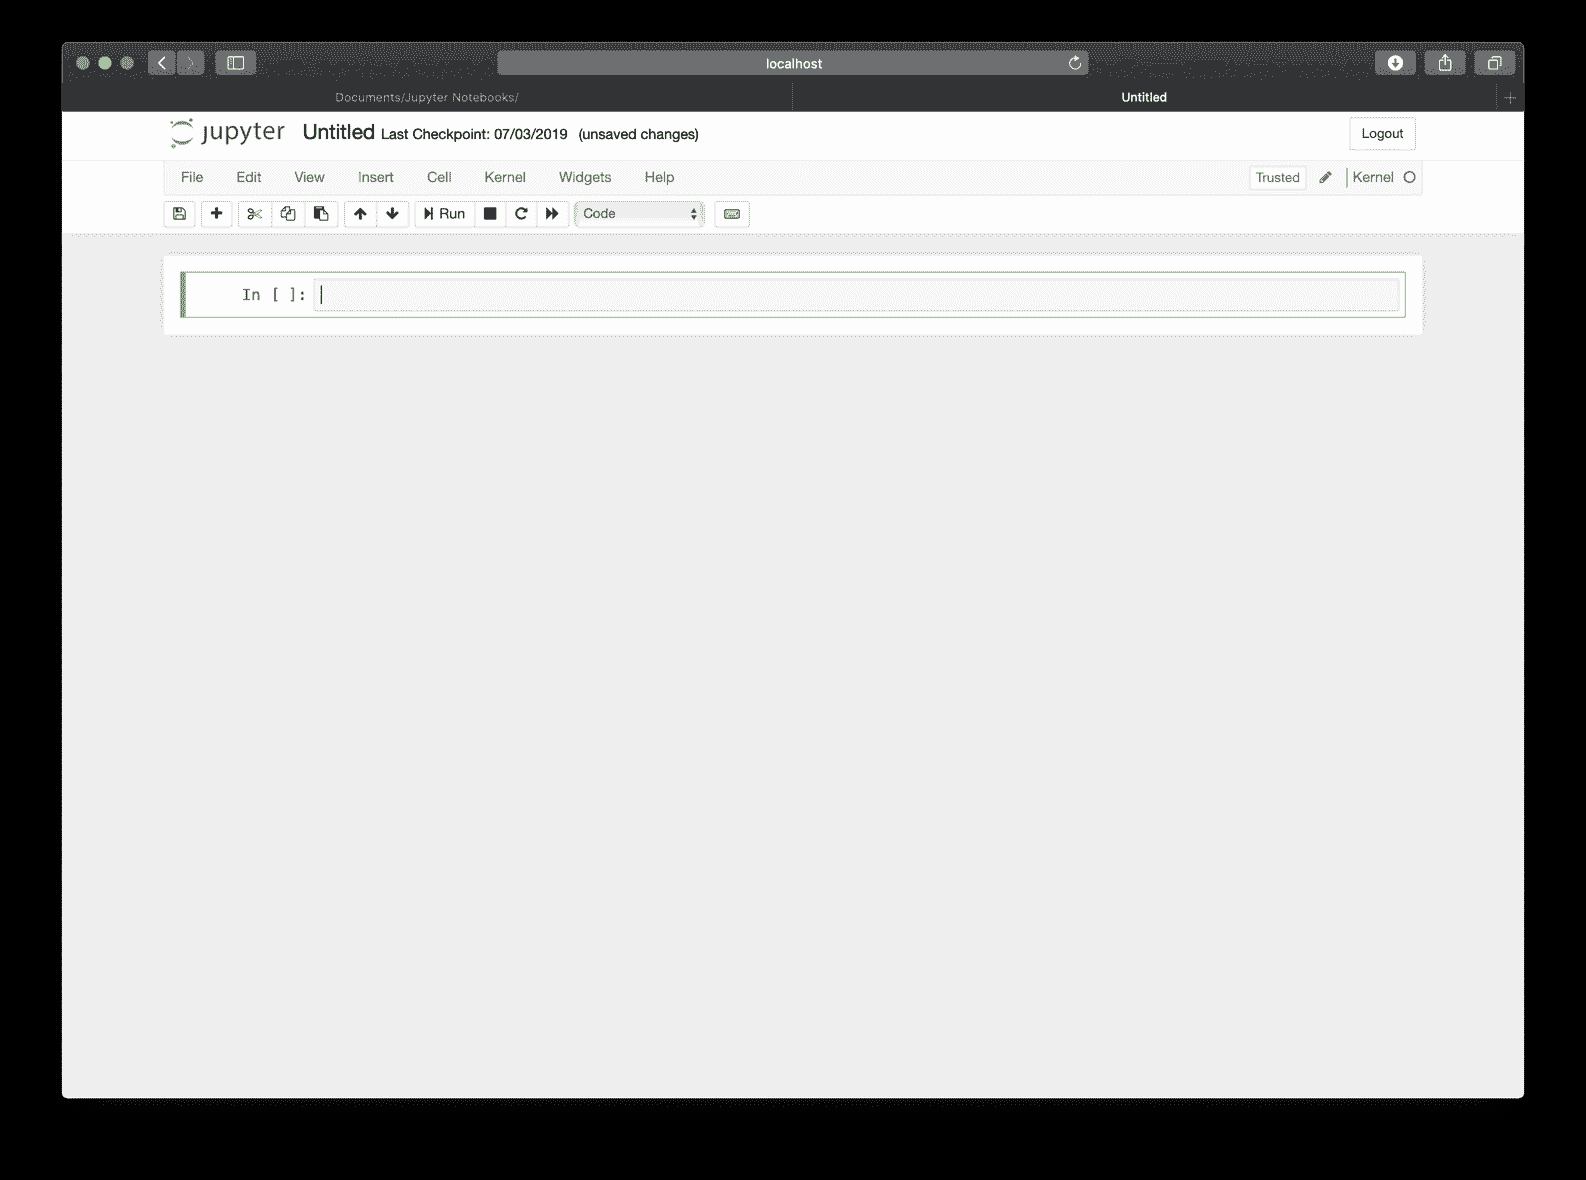 localhost
Documents/Jupyter Notebooks/ Untitled
jupyter Untitled Last Checkpoint: 07/03/2019 (unsaved changes) Logout
File Edit View Insert Cell Kernel Widgets Help Trusted Kernel
Run Code
In [ ]: